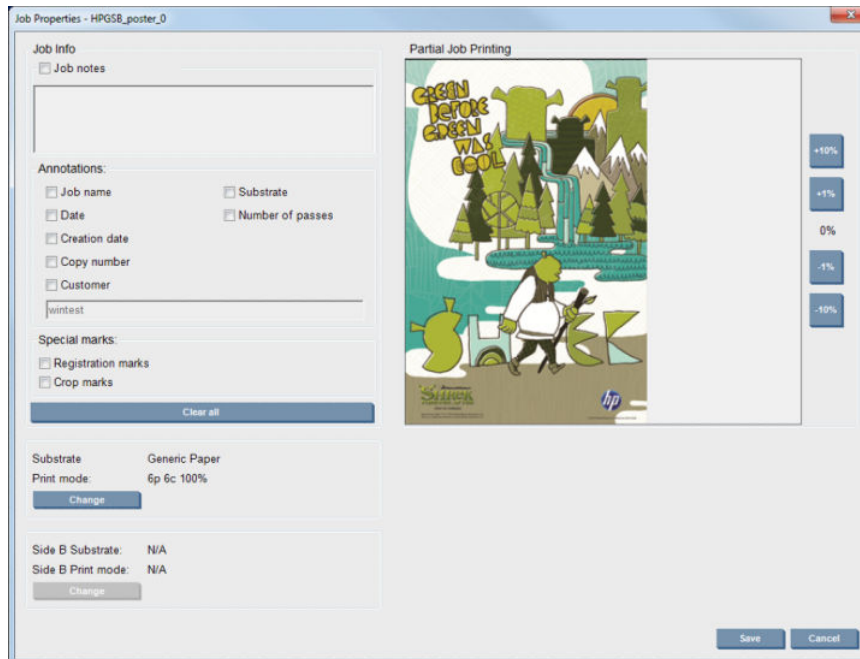 Job Properties - HPGSB_poster_0
Job Info
Job notes
Annotations:
Job name
Substrate
Date
Number of passes
Creation date
Copy number
Customer
wintest
Special marks:
Registration marks
Crop marks
Clear all
Substrate Generic Paper
Print mode: 6p 6c 100%
Change
Side B Substrate: N/A
Side B Print mode: N/A
Change
Partial Job Printing
GREEN
BEFORE
GREEN
WAS
COOL
SHREK
SHREK
hp
+10%
+1%
0%
-1%
-10%
Save Cancel